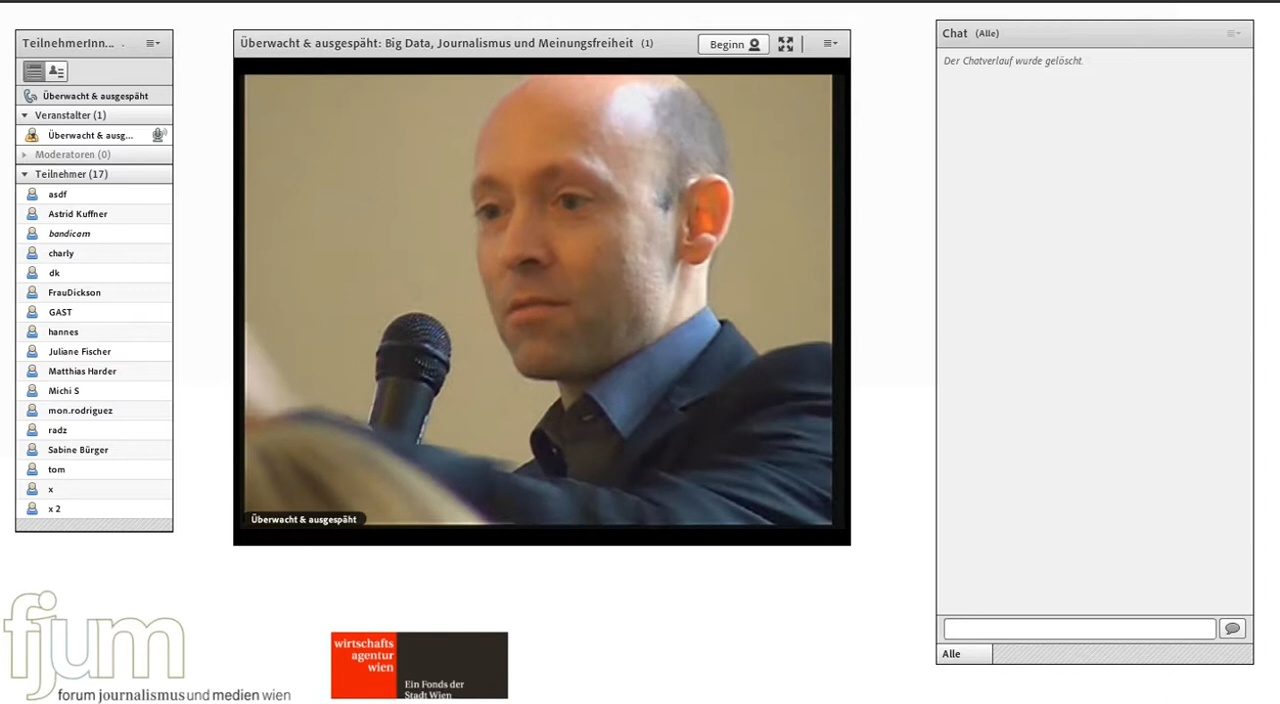 TeilnehmerInn...
Überwacht & ausgespäht
Veranstalter (1)
Überwacht & ausg...
Moderatoren (0)
Teilnehmer (17)
asdf
Astrid Kuffner
bandicam
charly
dk
FrauDickson
GAST
hannes
Juliane Fischer
Matthias Harder
Michi S
mon.rodriguez
radz
Sabine Bürger
tom
x
x 2
Überwacht & ausgespäht: Big Data, Journalismus und Meinungsfreiheit (1)
Beginn
Überwacht & ausgespäht
Chat (Alle)
Der Chatverlauf wurde gelöscht.
Alle
fjum
forum journalismus und medien wien
wirtschafts
agentur
wien
Ein Fonds der
Stadt Wien